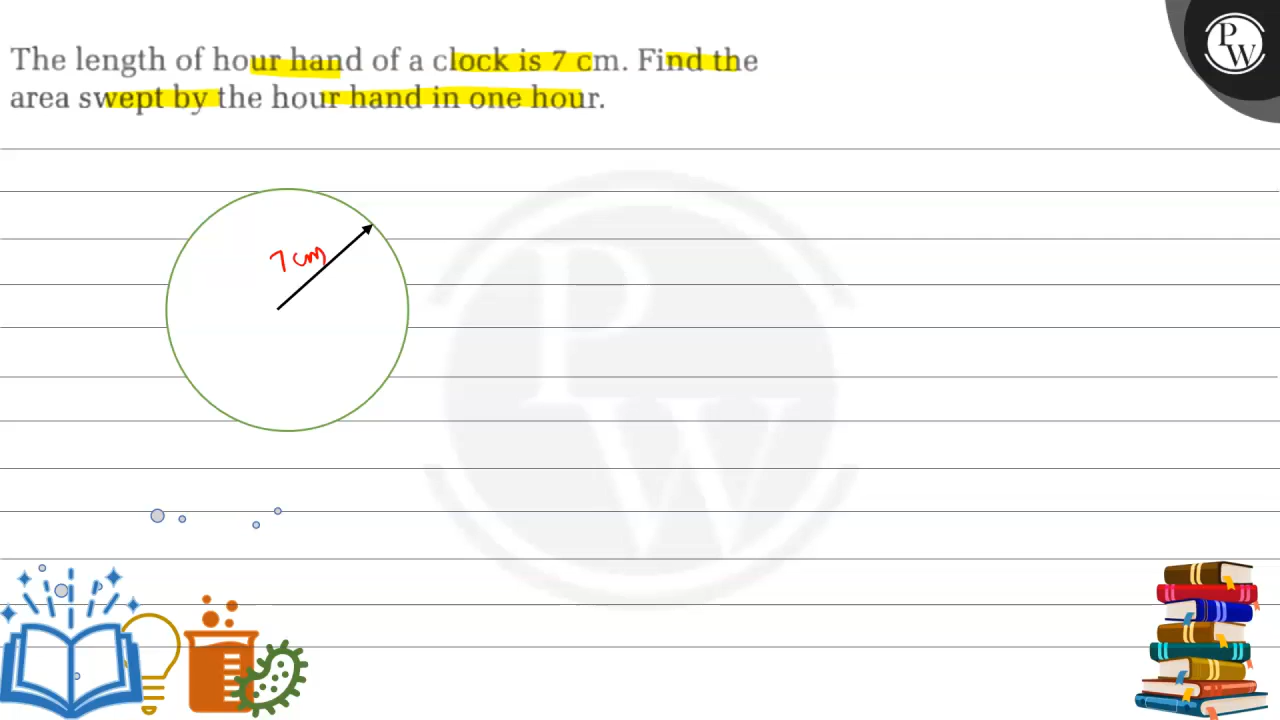 The length of hour hand of a clock is 7 cm. Find the
area swept by the hour hand in one hour.
P
W
7 cm
P
W